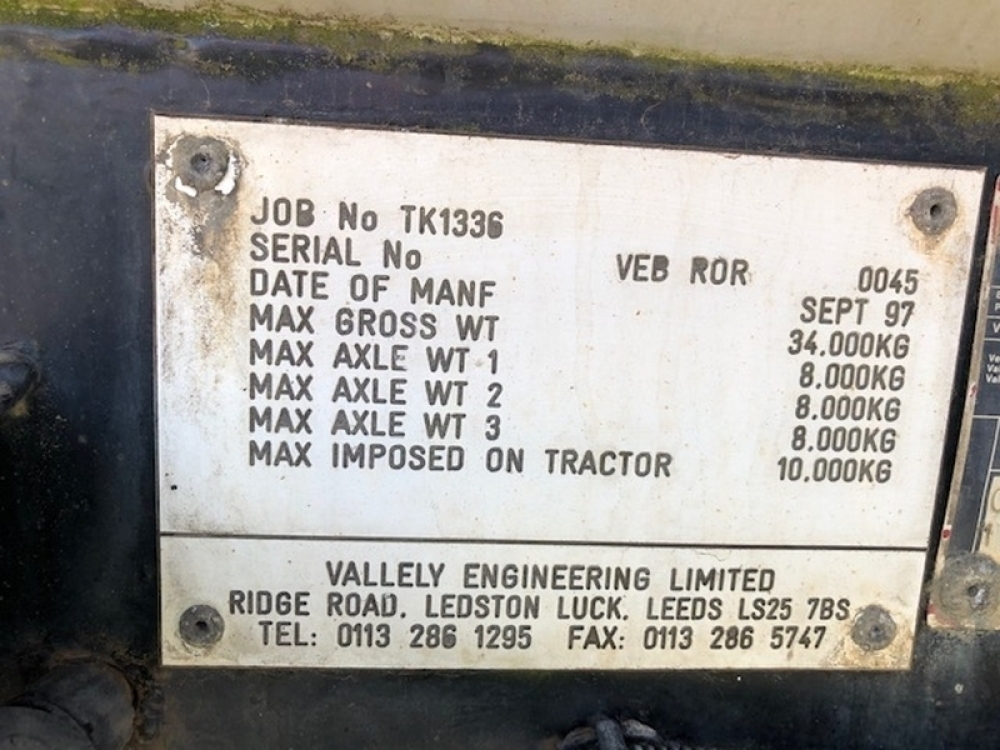 JOB No TK1336
SERIAL No VEB ROR 0045
DATE OF MANF SEPT 97
MAX GROSS WT 34.000KG
MAX AXLE WT 1 8.000KG
MAX AXLE WT 2 8.000KG
MAX AXLE WT 3 8.000KG
MAX IMPOSED ON TRACTOR 10.000KG
VALLELY ENGINEERING LIMITED
RIDGE ROAD. LEDSTON LUCK. LEEDS LS25 7BS
TEL: 0113 286 1295 FAX: 0113 286 5747